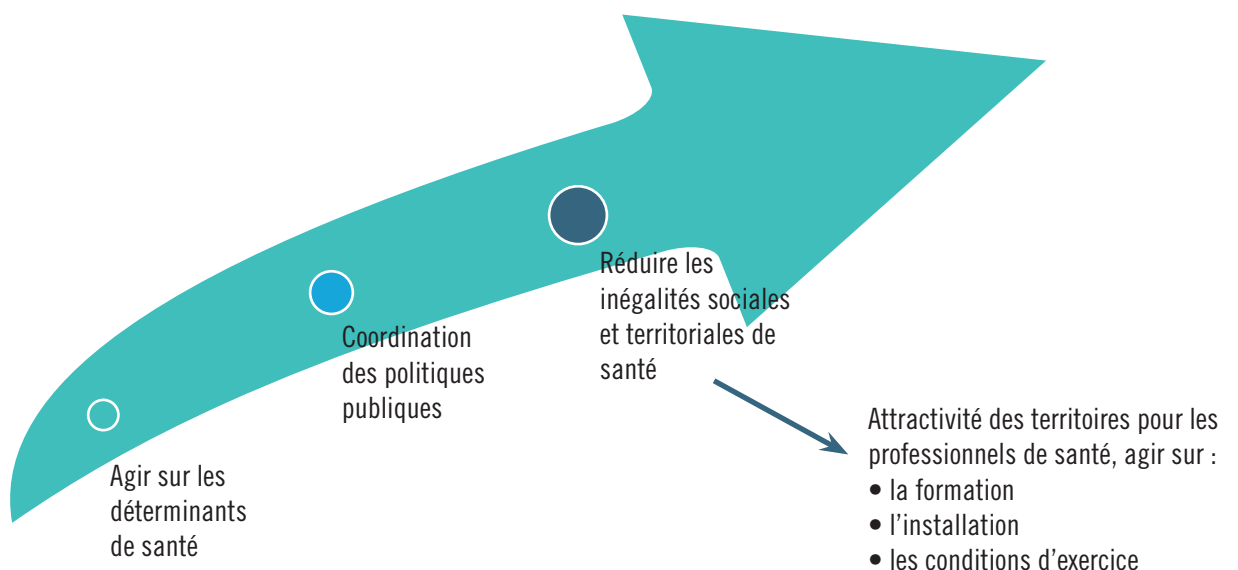 Réduire les
inégalités sociales
et territoriales de
santé
Coordination
des politiques
publiques
Agir sur les
déterminants
de santé
Attractivité des territoires pour les
professionnels de santé, agir sur :
• la formation
• l'installation
• les conditions d'exercice